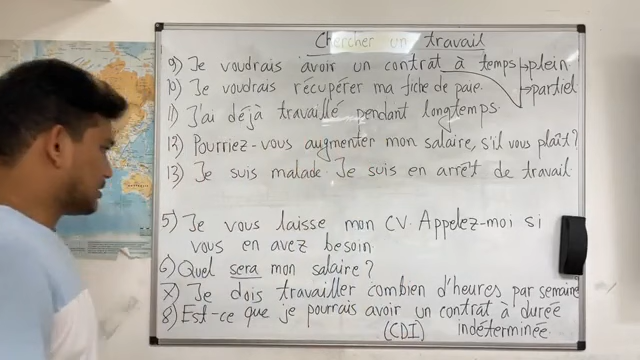 Chercher un travail
9) Je voudrais avoir un contrat à temps plein
partiel
10) Je voudrais récupérer ma fiche de paie.
11) J'ai déjà travaillé pendant longtemps.
12) Pourriez-vous augmenter mon salaire, s'il vous plaît?
13) Je suis malade. Je suis en arrêt de travail
5) Je vous laisse mon CV. Appelez-moi si
vous en avez besoin.
6) Quel sera mon salaire?
7) Je dois travailler combien d'heures par semaine
8) Est-ce que je pourrais avoir un contrat à durée
(CDI) indéterminée